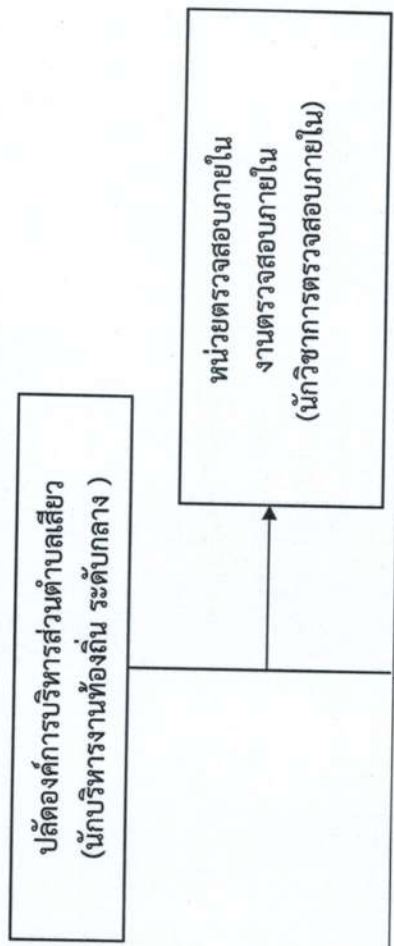 ปลัดองค์การบริหารส่วนตำบลเสียว
(นักบริหารงานท้องถิ่น ระดับกลาง )
หน่วยตรวจสอบภายใน
งานตรวจสอบภายใน
(นักวิชาการตรวจสอบภายใน)